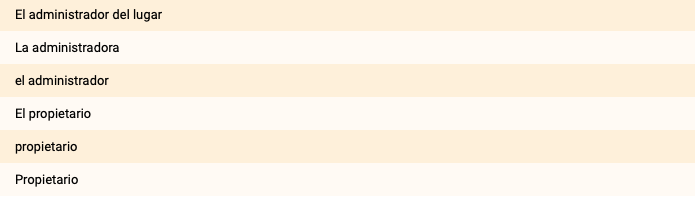 El administrador del lugar
La administradora
el administrador
El propietario
propietario
Propietario